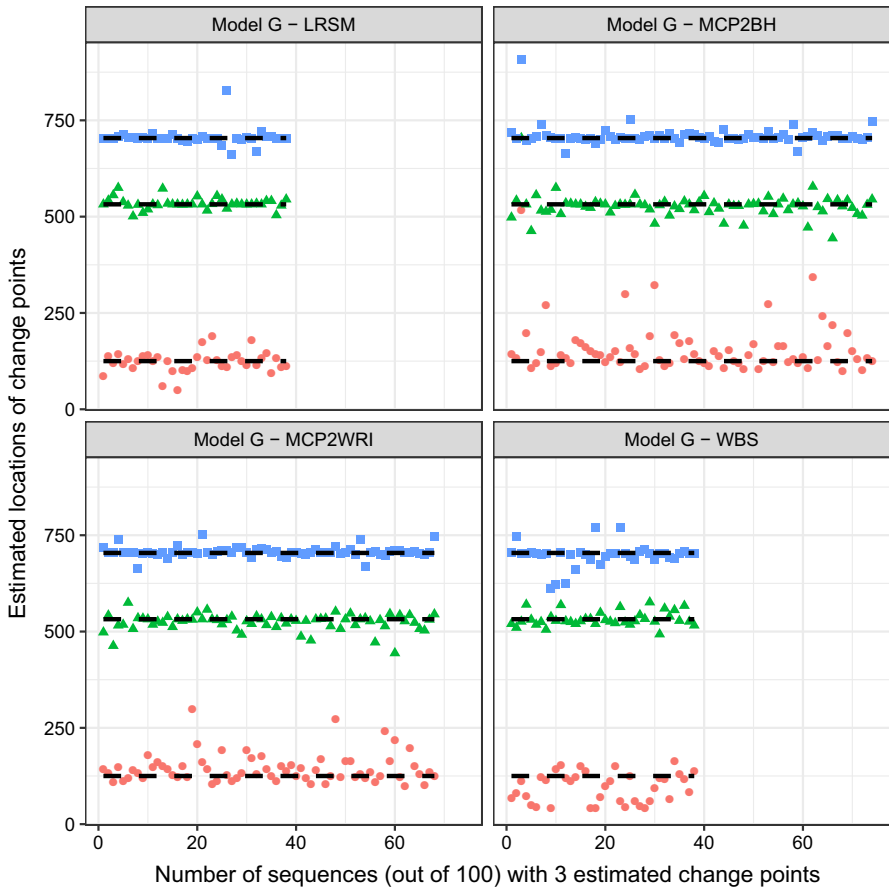 Model G − LRSM
Model G − MCP2BH
750
500
250
0
Model G − MCP2WRI
Model G − WBS
750
500
250
0
0
20
40
60
0
20
40
60
Estimated locations of change points
Number of sequences (out of 100) with 3 estimated change points